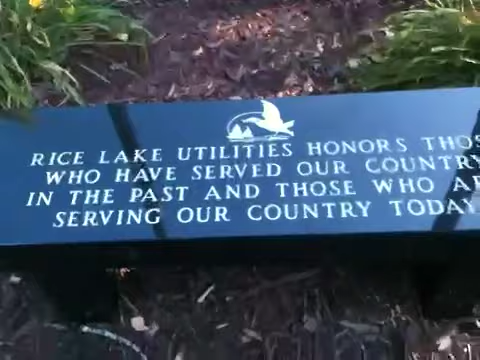 RICE LAKE UTILITIES HONORS THOS
WHO HAVE SERVED OUR COUNTRY
IN THE PAST AND THOSE WHO AR
SERVING OUR COUNTRY TODAY